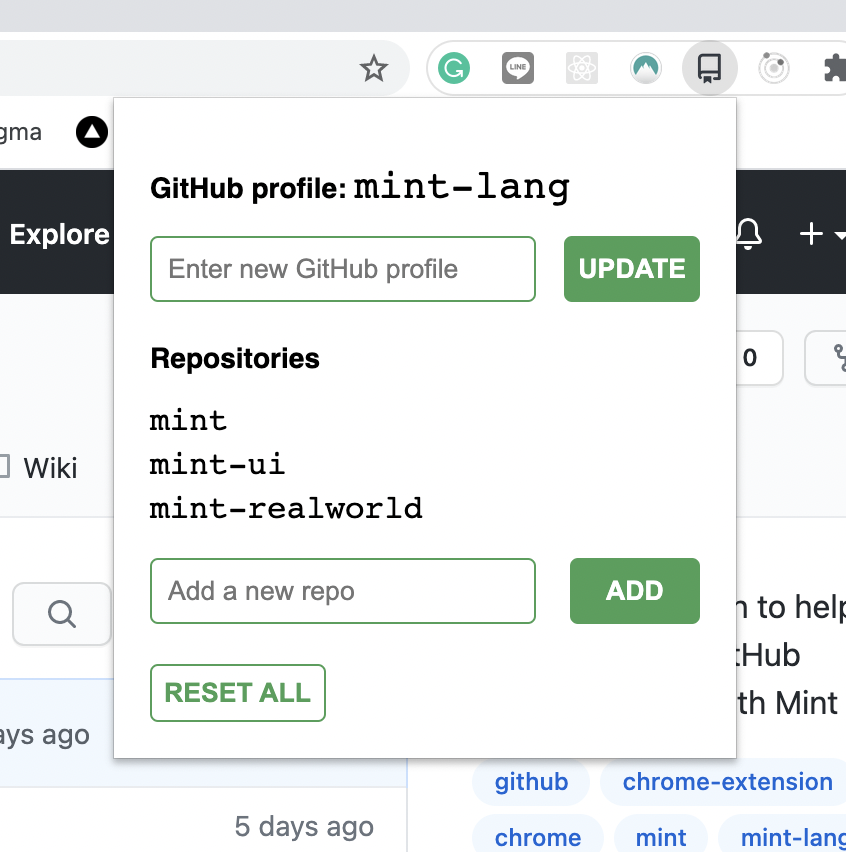 gma
GitHub profile: mint-lang
Explore
Enter new GitHub profile
UPDATE
Repositories
0
mint
mint-ui
Wiki
mint-realworld
Add a new repo
ADD
to help
tHub
RESET ALL
th Mint
ays ago
github
chrome-extension
5 days ago
chrome
mint
mint-lang
LINE
G